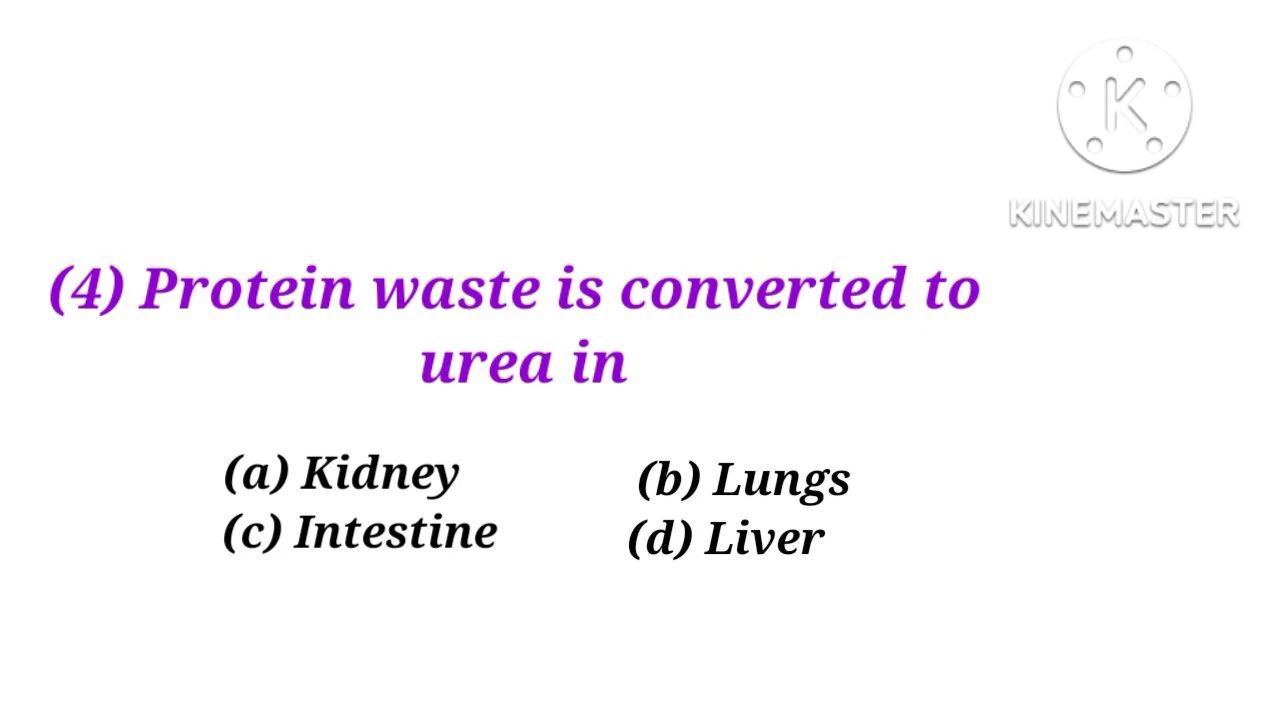 K
KINEMASTER
(4) Protein waste is converted to
urea in
(a) Kidney (b) Lungs
(c) Intestine (d) Liver